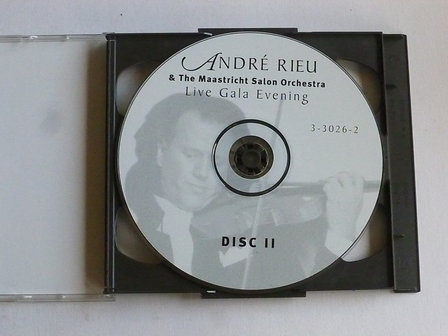 ANDRÉ RIEU
& The Maastricht Salon Orchestra
Live Gala Evening
3-3026-2
DISC II